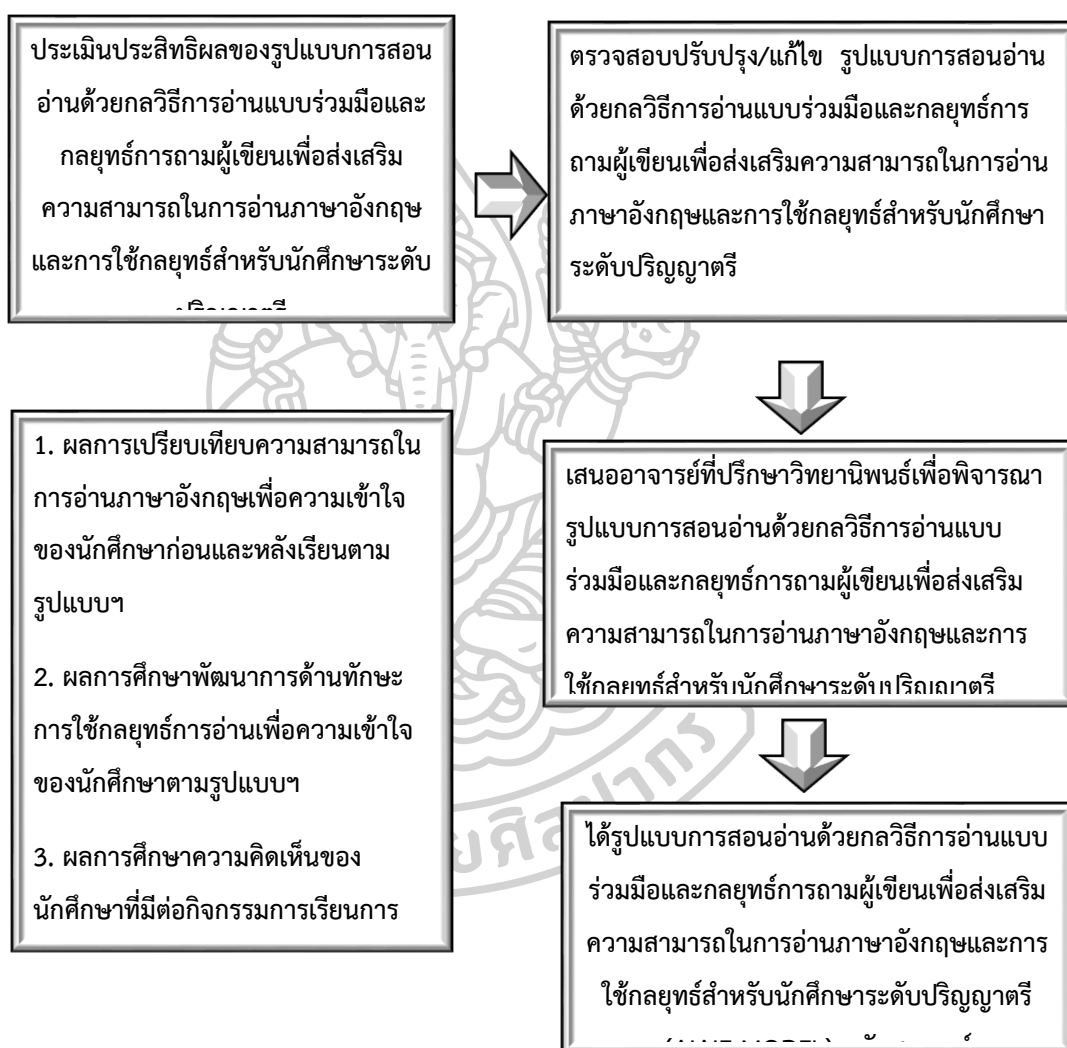 ประเมินประสิทธิผลของรูปแบบการสอน
อ่านด้วยกลวิธีการอ่านแบบร่วมมือและ
กลยุทธ์การถามผู้เขียนเพื่อส่งเสริม
ความสามารถในการอ่านภาษาอังกฤษ
และการใช้กลยุทธ์สำหรับนักศึกษาระดับ
ตรวจสอบปรับปรุง/แก้ไข รูปแบบการสอนอ่าน
ด้วยกลวิธีการอ่านแบบร่วมมือและกลยุทธ์การ
ถามผู้เขียนเพื่อส่งเสริมความสามารถในการอ่าน
ภาษาอังกฤษและการใช้กลยุทธ์สำหรับนักศึกษา
ระดับปริญญาตรี
1. ผลการเปรียบเทียบความสามารถใน
การอ่านภาษาอังกฤษเพื่อความเข้าใจ
ของนักศึกษาก่อนและหลังเรียนตาม
รูปแบบฯ
2. ผลการศึกษาพัฒนาการด้านทักษะ
การใช้กลยุทธ์การอ่านเพื่อความเข้าใจ
ของนักศึกษาตามรูปแบบฯ
3. ผลการศึกษาความคิดเห็นของ
นักศึกษาที่มีต่อกิจกรรมการเรียนการ
เสนออาจารย์ที่ปรึกษาวิทยานิพนธ์เพื่อพิจารณา
รูปแบบการสอนอ่านด้วยกลวิธีการอ่านแบบ
ร่วมมือและกลยุทธ์การถามผู้เขียนเพื่อส่งเสริม
ความสามารถในการอ่านภาษาอังกฤษและการ
ใช้กลยุทธ์สำหรับนักศึกษาระดับปริญญาตรี
ได้รูปแบบการสอนอ่านด้วยกลวิธีการอ่านแบบ
ร่วมมือและกลยุทธ์การถามผู้เขียนเพื่อส่งเสริม
ความสามารถในการอ่านภาษาอังกฤษและการ
ใช้กลยุทธ์สำหรับนักศึกษาระดับปริญญาตรี